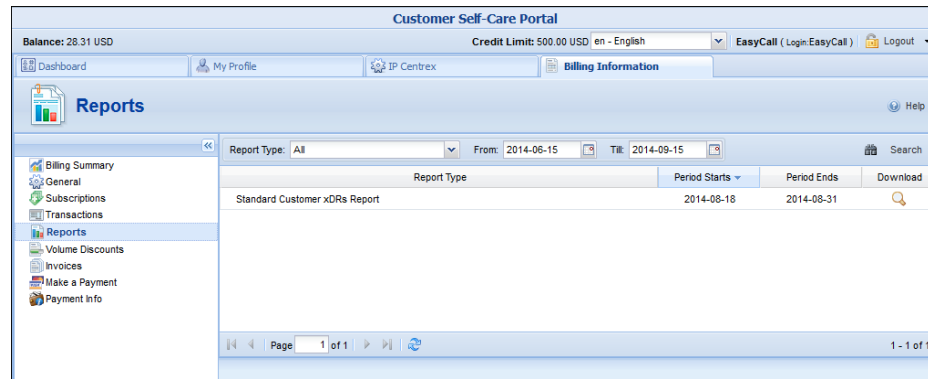 Customer Self-Care Portal
Balance: 28.31 USD Credit Limit: 500.00 USD en - English EasyCall ( Login:EasyCall ) Logout
Dashboard My Profile IP Centrex Billing Information
Reports Help
Report Type: All From: 2014-06-15 Till: 2014-09-15 Search
Billing Summary
General
Subscriptions
Transactions
Reports
Volume Discounts
Invoices
Make a Payment
Payment Info
Report Type Period Starts Period Ends Download
Standard Customer xDRs Report 2014-08-18 2014-08-31
Page 1 of 1 1 - 1 of 1